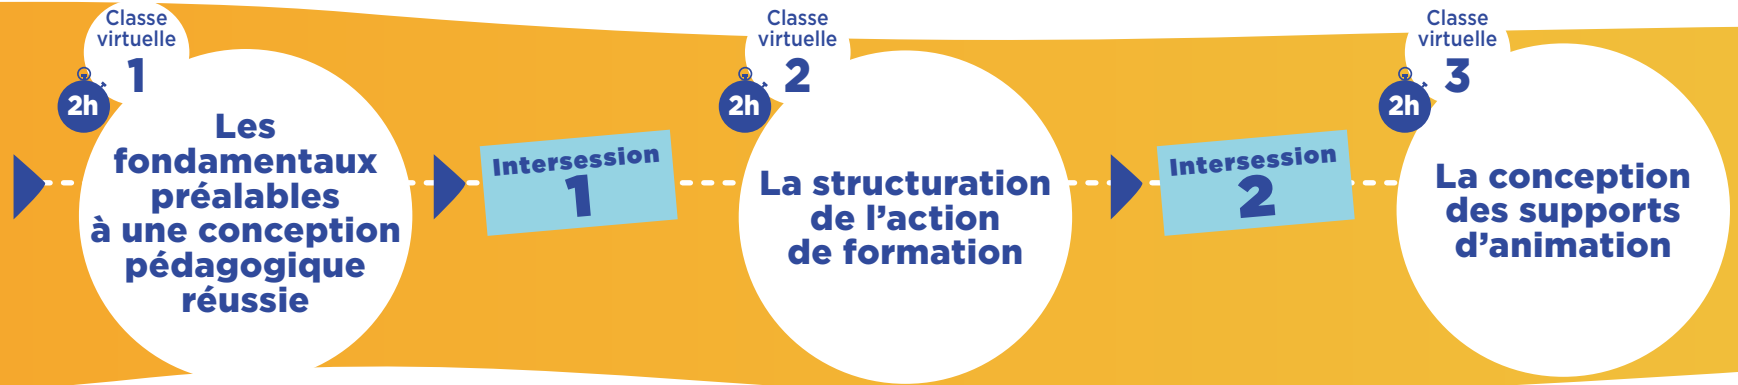 Classe
virtuelle
1
2h
Les
fondamentaux
préalables
à une conception
pédagogique
réussie
Intersession
1
Classe
virtuelle
2
2h
La structuration
de l’action
de formation
Intersession
2
Classe
virtuelle
3
2h
La conception
des supports
d’animation